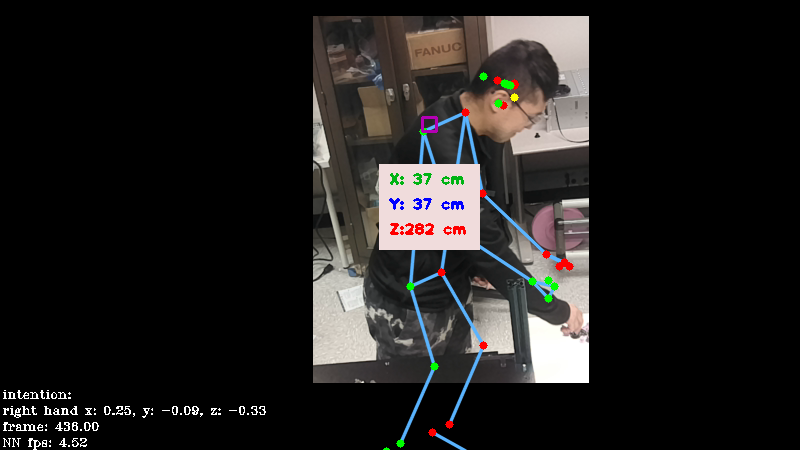 FANUC
X: 37 cm
Y: 37 cm
Z:282 cm
intention:
right hand x: 0.25, y: -0.09, z: -0.33
frame: 436.00
NN fps: 4.52